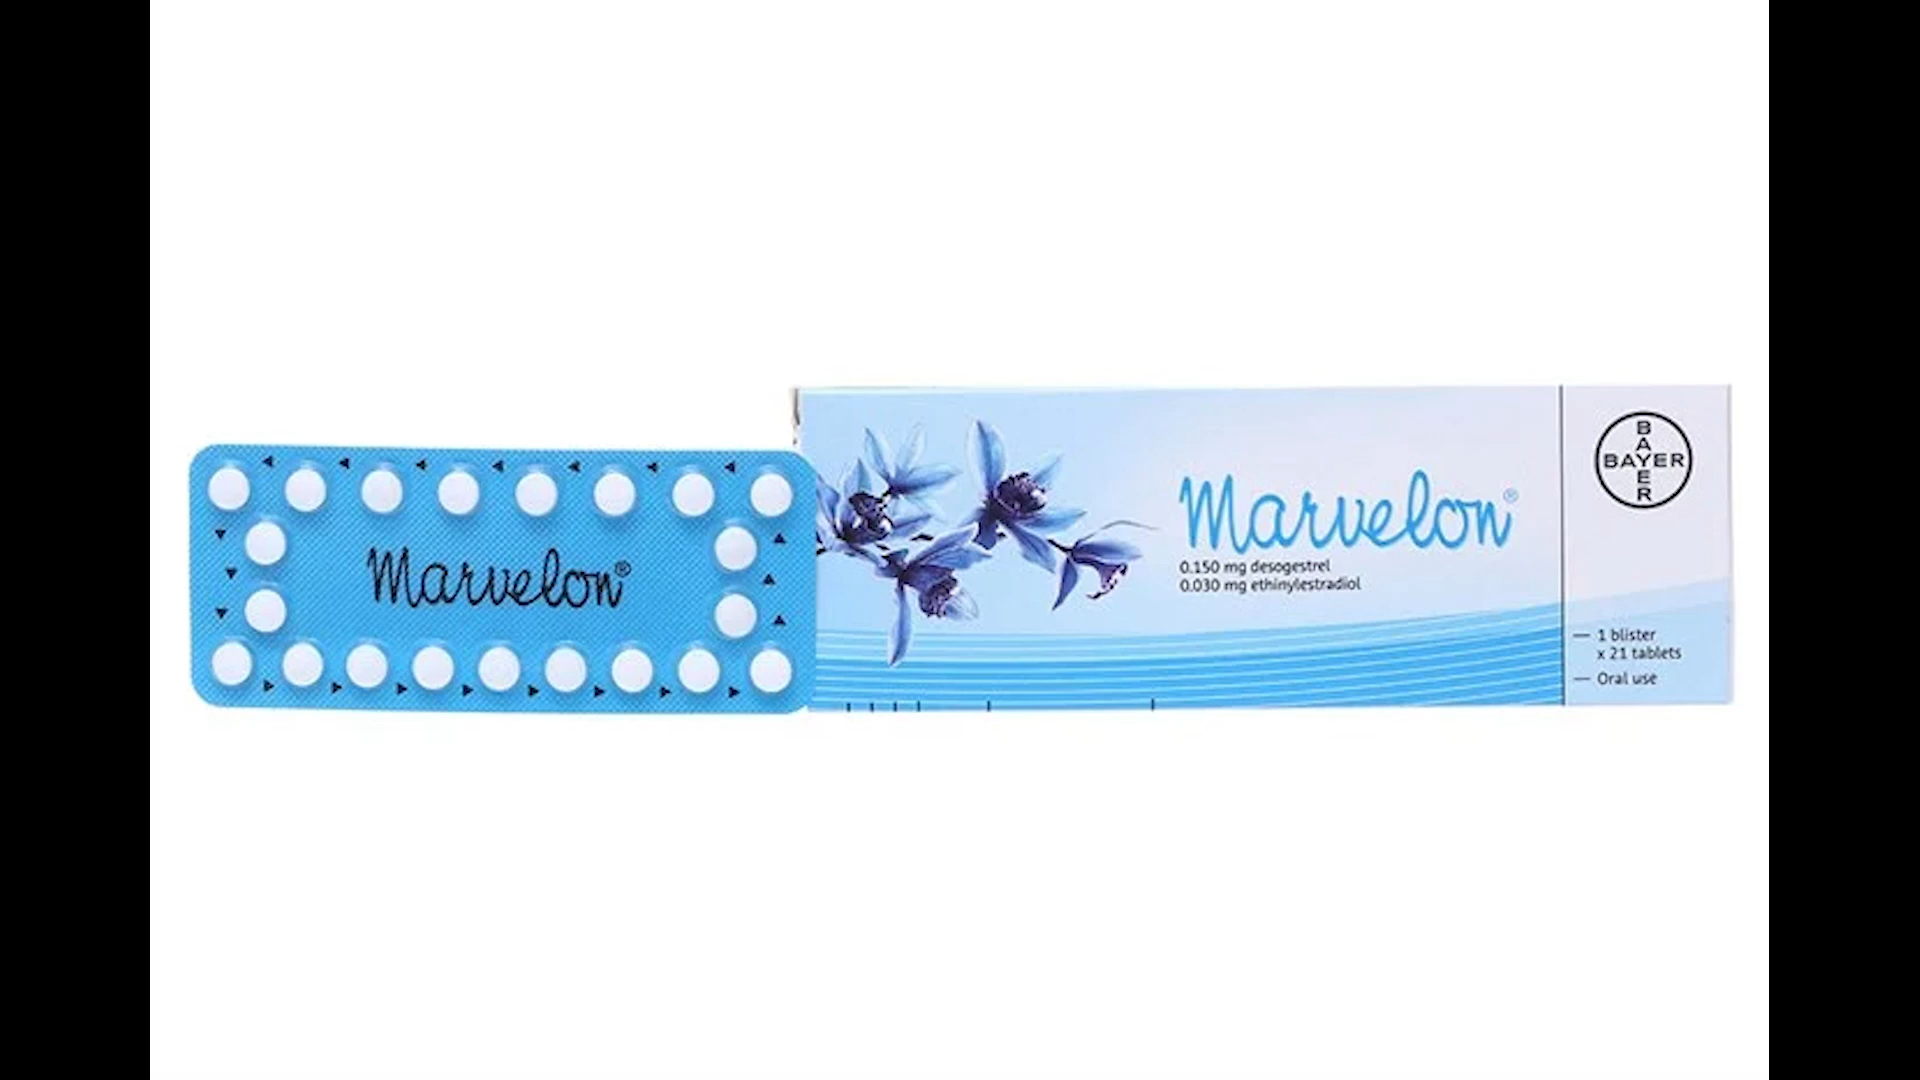 Marvelon®
Marvelon®
0.150 mg desogestrel
0.030 mg ethinylestradiol
BAYER
BAYER
— 1 blister
x 21 tablets
— Oral use